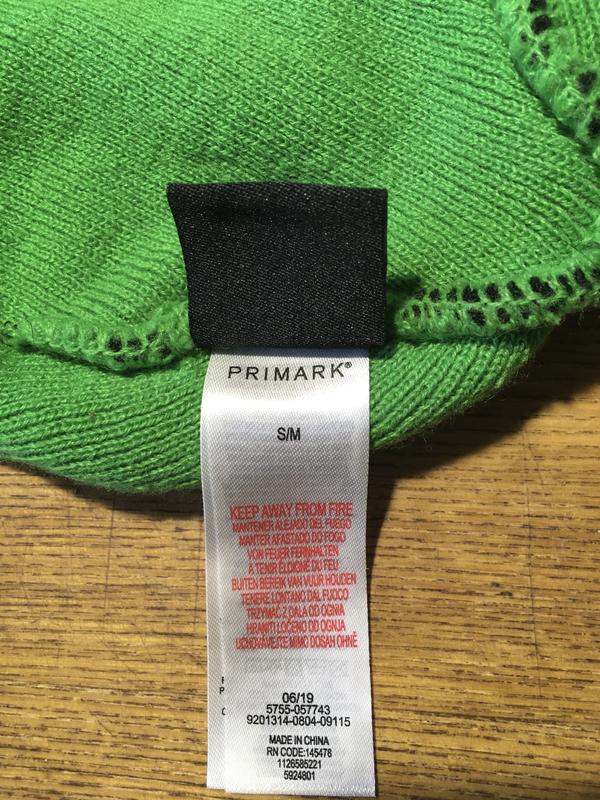 PRIMARK®
S/M
KEEP AWAY FROM FIRE
MANTENER ALEJADO DEL FUEGO
MANTER AFASTADO DO FOGO
VON FEUER FERNHALTEN
A TENIR ÉLOIGNÉ DU FEU
BUITEN BEREIK VAN VUUR HOUDEN
TENERE LONTANO DAL FUOCO
TRZYMAĆ Z DALA OD OGNIA
HRANITI LOČENO OD OGNJA
UCHOVÁVEJTE MIMO DOSAH OHNĚ
06/19
5755-057743
9201314-0804-09115
MADE IN CHINA
RN CODE:145478
1126585221
5924801